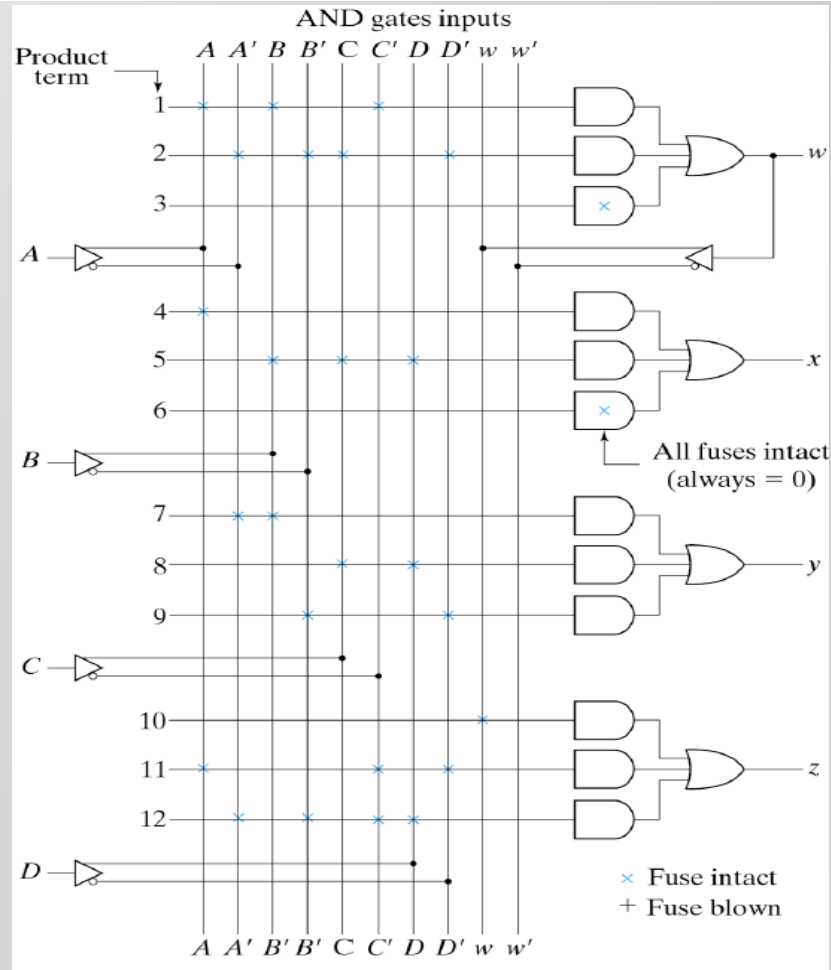 AND gates inputs
A A' B B' C C' D D' w w'
Product
term
1
2
w
3
A
4
5
x
6
B
All fuses intact
(always = 0)
7
8
y
9
C
10
11
z
12
D
× Fuse intact
+ Fuse blown
A A' B' B' C C' D D' w w'